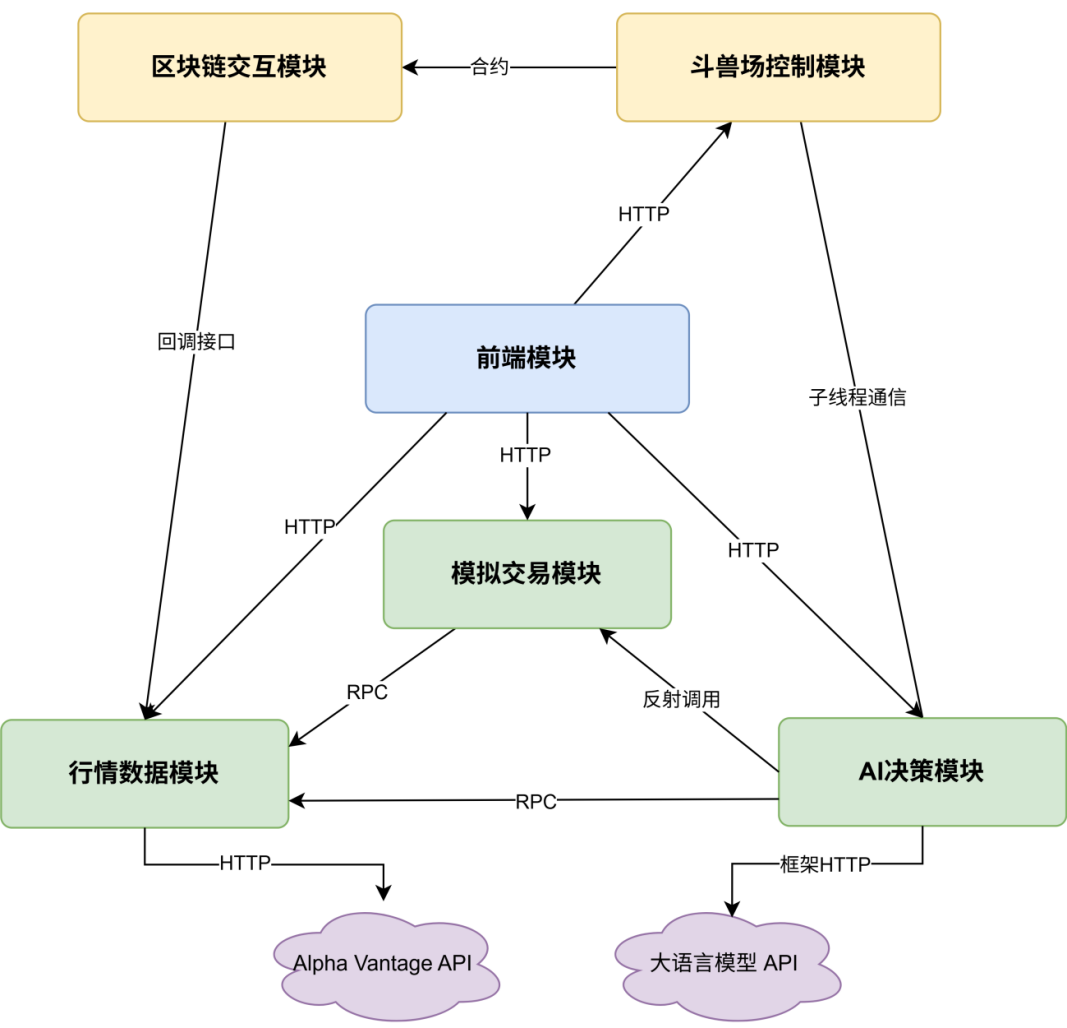 区块链交互模块
合约
斗兽场控制模块
HTTP
回调接口
前端模块
子线程通信
HTTP
HTTP
HTTP
模拟交易模块
RPC
反射调用
行情数据模块
AI决策模块
RPC
HTTP
框架HTTP
Alpha Vantage API
大语言模型 API